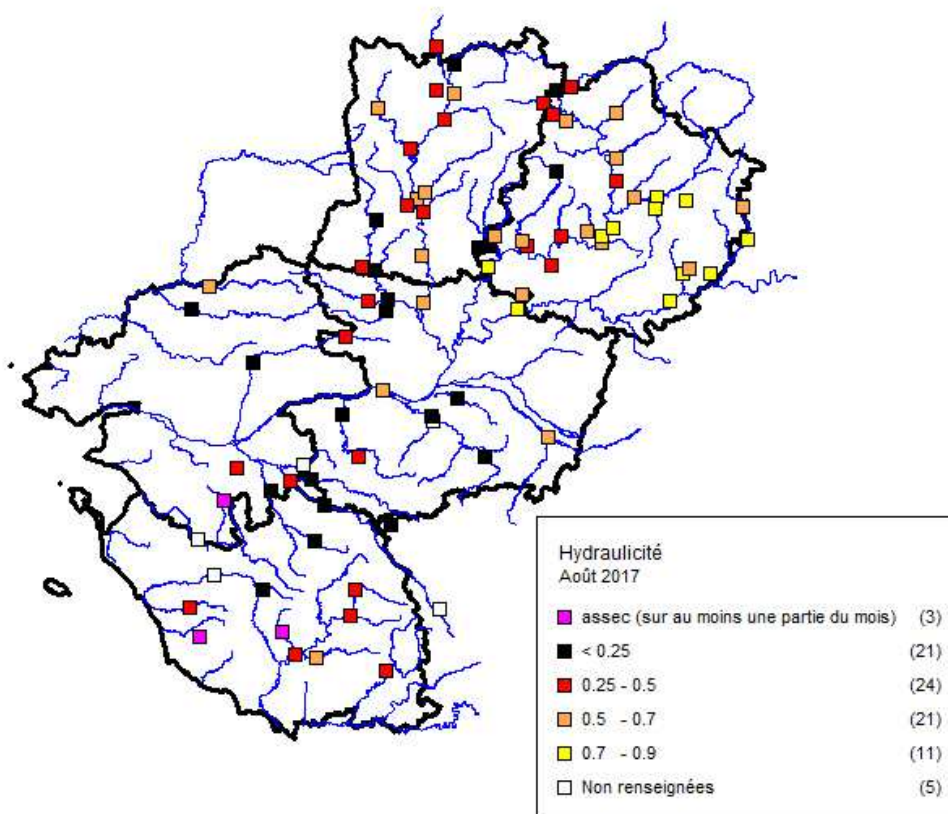 Hydraulicité
Août 2017
assec (sur au moins une partie du mois) (3)
< 0.25 (21)
0.25 - 0.5 (24)
0.5 - 0.7 (21)
0.7 - 0.9 (11)
Non renseignées (5)